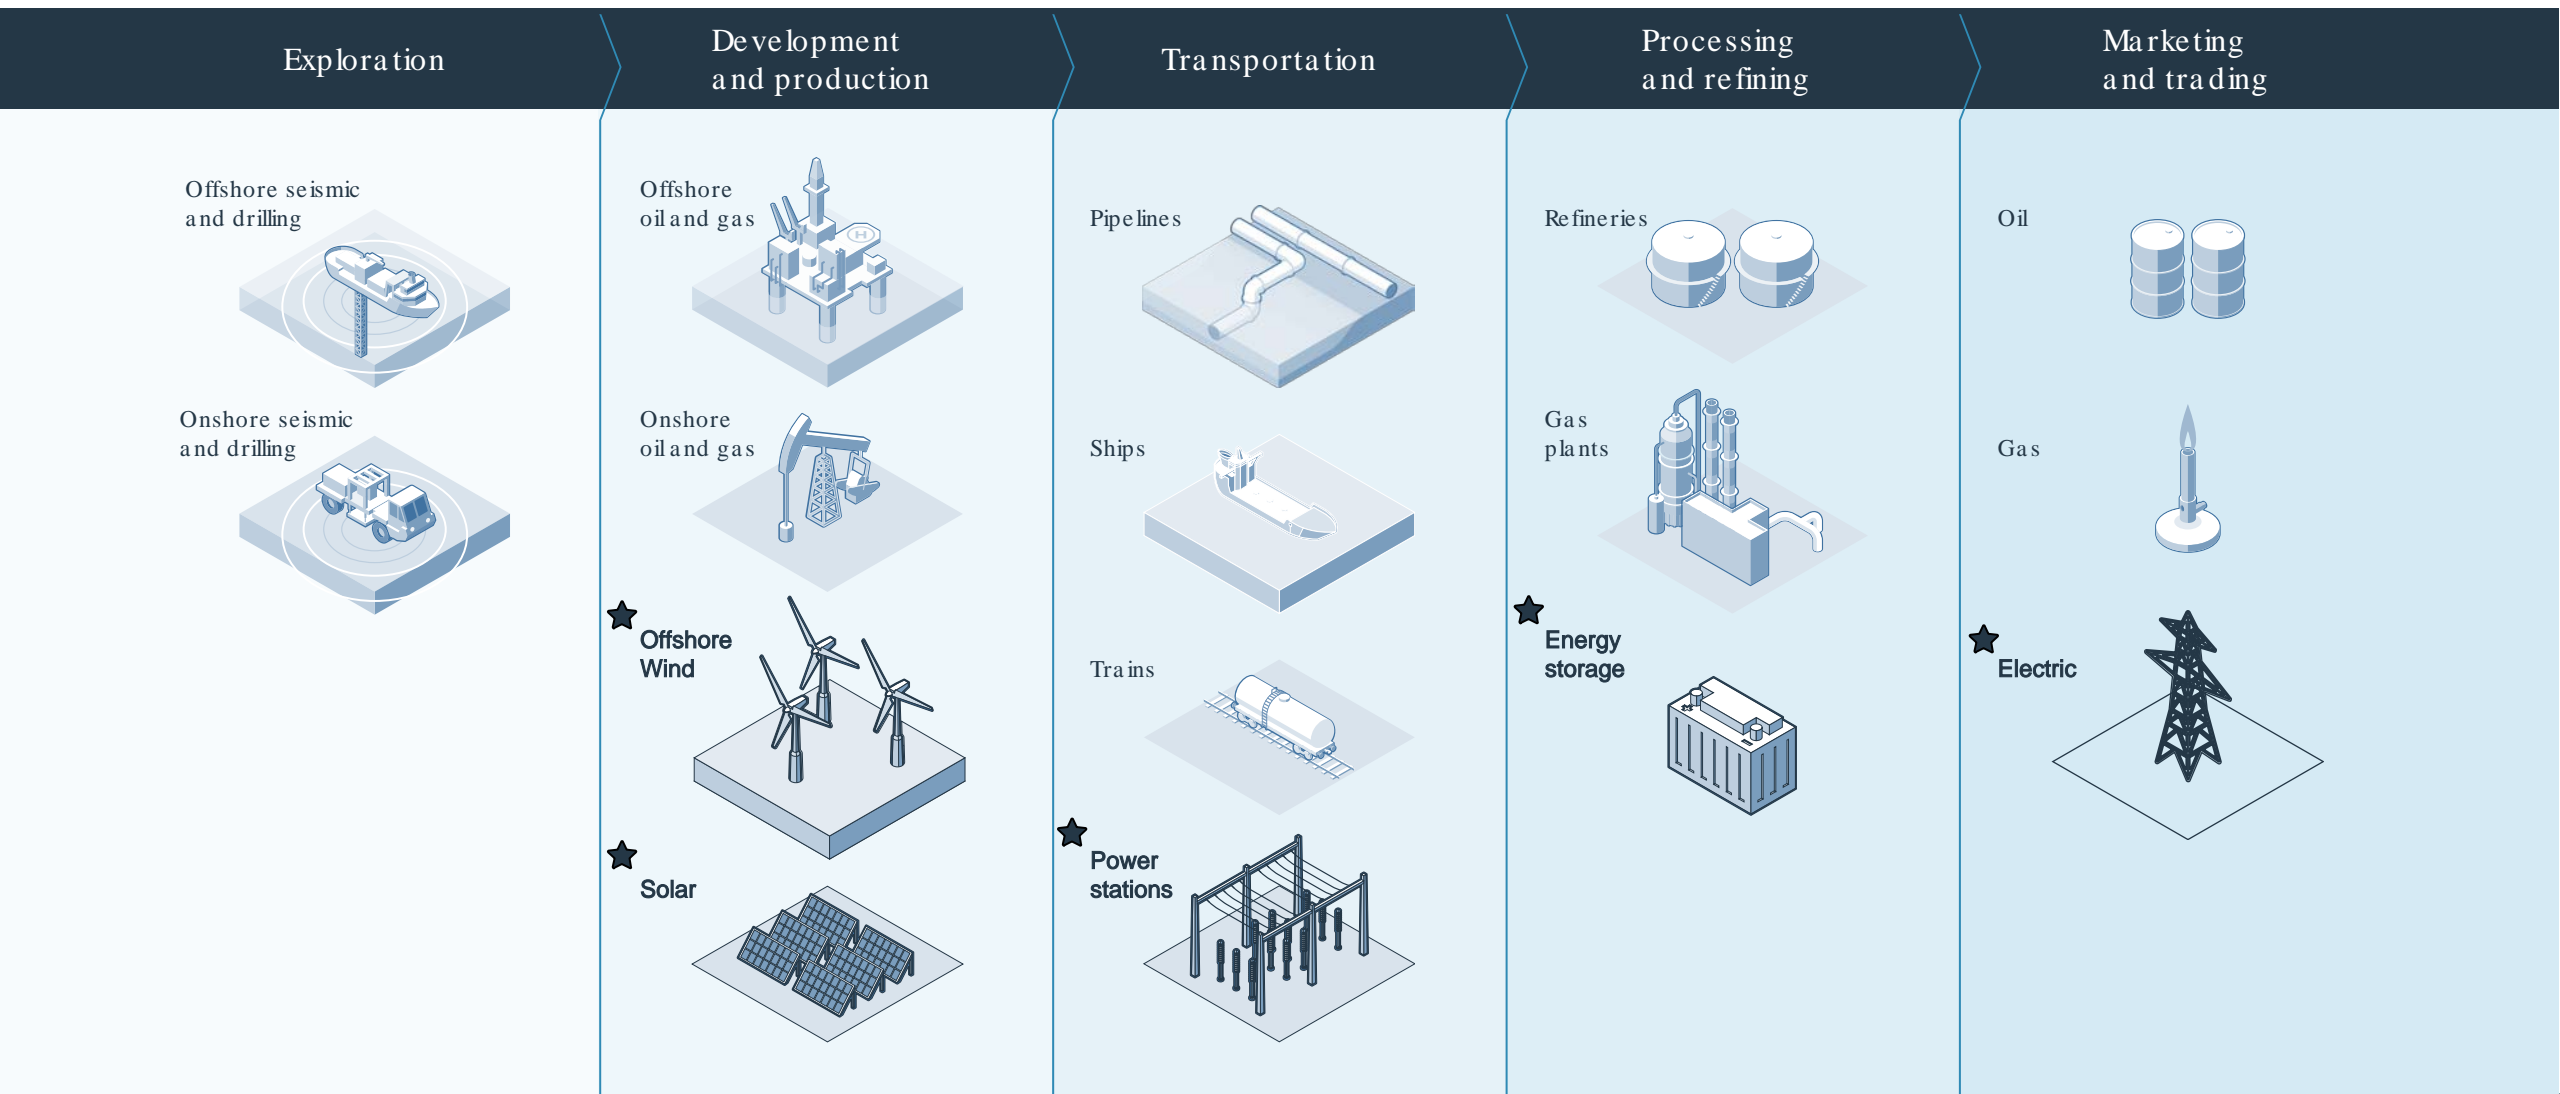 Exploration
Development
and production
Transportation
Processing
and refining
Marketing
and trading
Offshore seismic
and drilling
Onshore seismic
and drilling
Offshore
oil and gas
Onshore
oil and gas
Offshore
Wind
Solar
Pipelines
Ships
Trains
Power
stations
Refineries
Gas
plants
Energy
storage
Oil
Gas
Electric
H